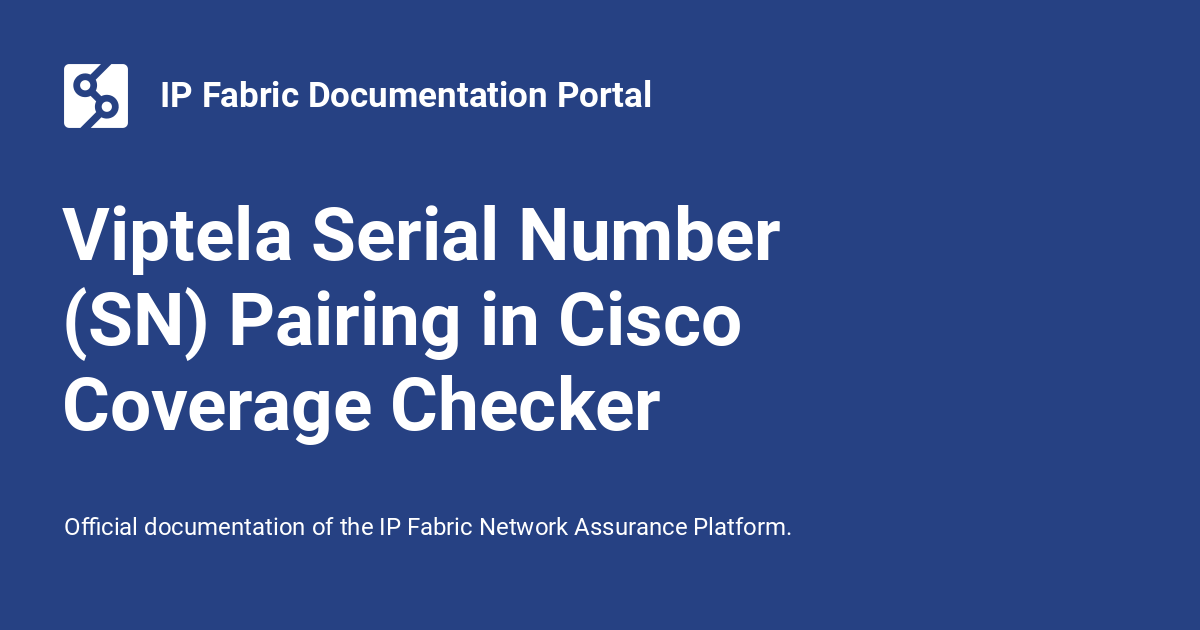 IP Fabric Documentation Portal
Viptela Serial Number
(SN) Pairing in Cisco
Coverage Checker
Official documentation of the IP Fabric Network Assurance Platform.